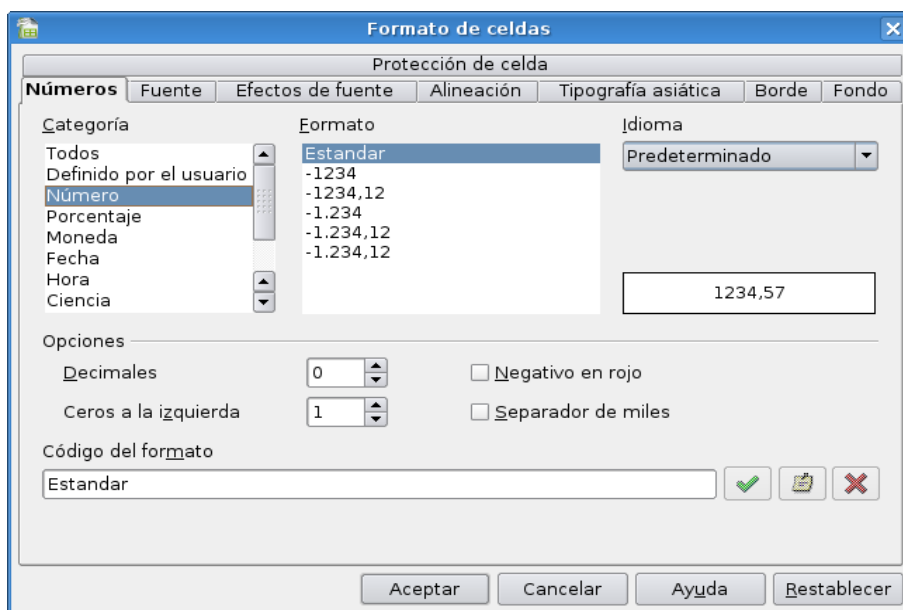 Formato de celdas
Protección de celda
Números Fuente Efectos de fuente Alineación Tipografía asiática Borde Fondo
Categoría Formato Idioma
Todos Estandar Predeterminado
Definido por el usuario -1234
Número -1234,12
Porcentaje -1.234
Moneda -1.234,12
Fecha -1.234,12
Hora
Ciencia 1234,57
Opciones
Decimales 0 Negativo en rojo
Ceros a la izquierda 1 Separador de miles
Código del formato
Estandar
Aceptar Cancelar Ayuda Restablecer